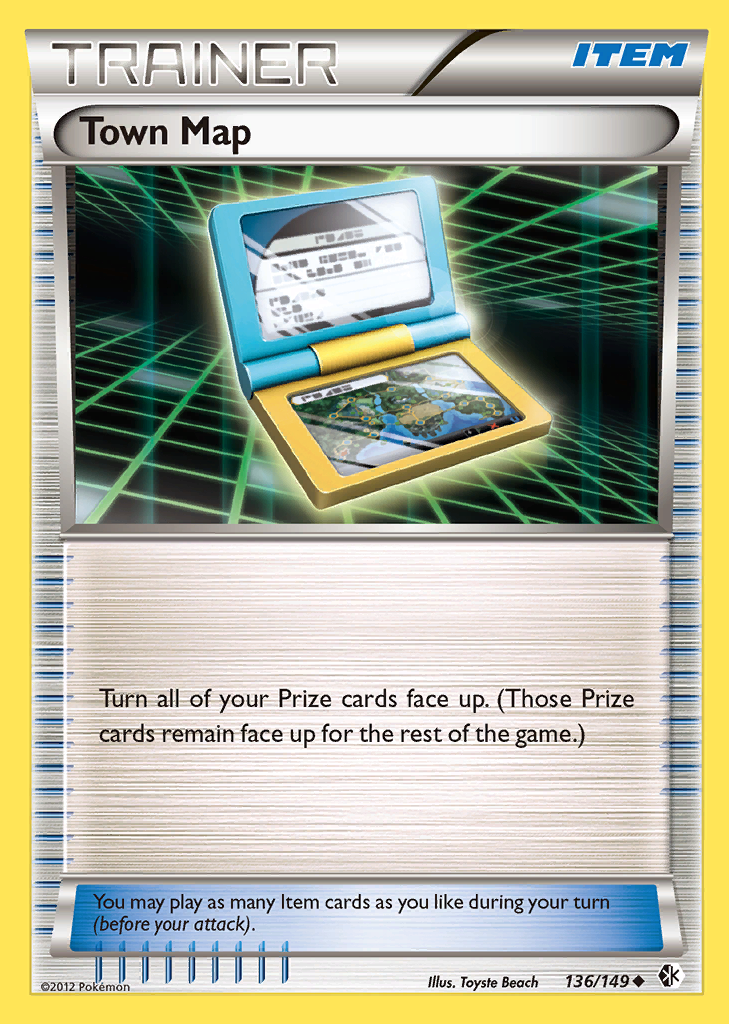 TRAINER
ITEM
Town Map
Turn all of your Prize cards face up. (Those Prize
cards remain face up for the rest of the game.)
You may play as many Item cards as you like during your turn
(before your attack).
©2012 Pokémon
Illus. Toyste Beach
136/149